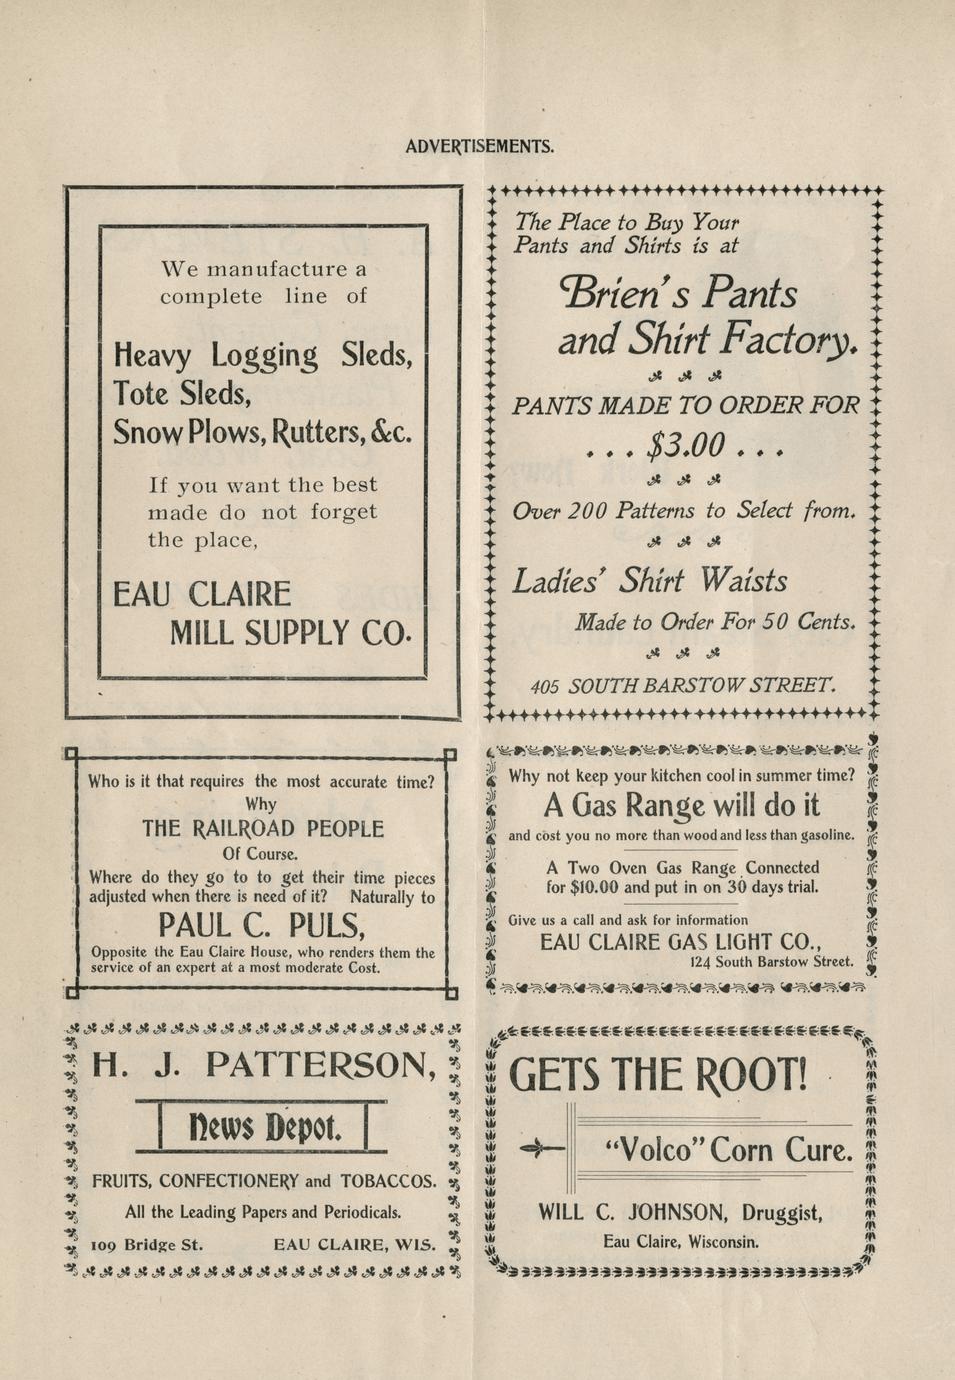 ADVERTISEMENTS.
We manufacture a
complete line of
Heavy Logging Sleds,
Tote Sleds,
Snow Plows, Rutters, &c.
If you want the best
made do not forget
the place,
EAU CLAIRE
MILL SUPPLY CO.
The Place to Buy Your
Pants and Shirts is at
Brien's Pants
and Shirt Factory.
PANTS MADE TO ORDER FOR
. . . $3.00 . . .
Over 200 Patterns to Select from.
Ladies' Shirt Waists
Made to Order For 50 Cents.
405 SOUTH BARSTOW STREET.
Who is it that requires the most accurate time?
Why
THE RAILROAD PEOPLE
Of Course.
Where do they go to to get their time pieces
adjusted when there is need of it? Naturally to
PAUL C. PULS,
Opposite the Eau Claire House, who renders them the
service of an expert at a most moderate Cost.
Why not keep your kitchen cool in summer time?
A Gas Range will do it
and cost you no more than wood and less than gasoline.
A Two Oven Gas Range Connected
for $10.00 and put in on 30 days trial.
Give us a call and ask for information
EAU CLAIRE GAS LIGHT CO.,
124 South Barstow Street.
H. J. PATTERSON,
News Depot.
FRUITS, CONFECTIONERY and TOBACCOS.
All the Leading Papers and Periodicals.
109 Bridge St. EAU CLAIRE, WIS.
GETS THE ROOT!
"Volco" Corn Cure.
WILL C. JOHNSON, Druggist,
Eau Claire, Wisconsin.